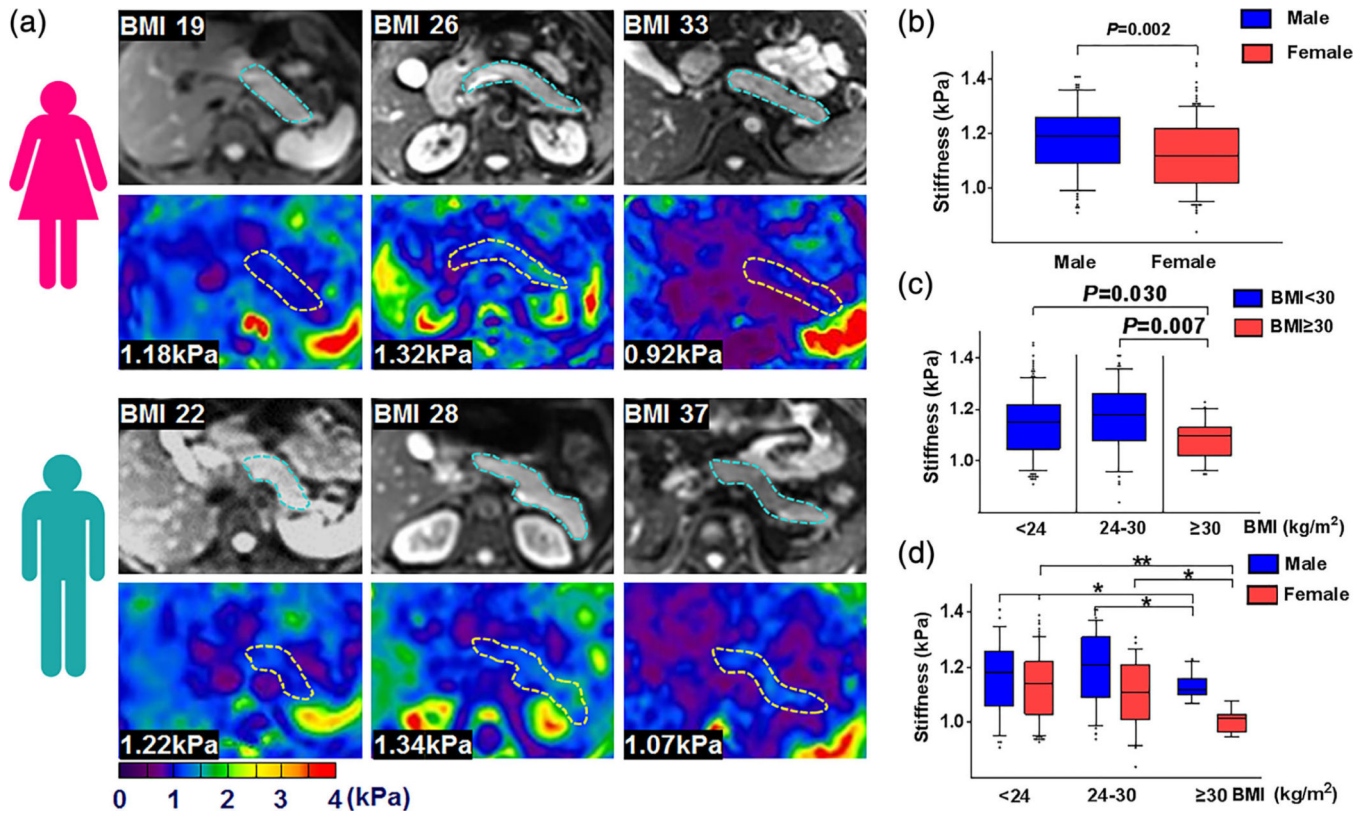 (a)
BMI 19
BMI 26
BMI 33
1.18kPa
1.32kPa
0.92kPa
BMI 22
BMI 28
BMI 37
1.22kPa
1.34kPa
1.07kPa
0 1 2 3 4 (kPa)
(b)
Male
Female
P=0.002
Stiffness (kPa)
1.4
1.2
1.0
Male Female
(c)
BMI<30
BMI≥30
P=0.030
P=0.007
Stiffness (kPa)
1.4
1.2
1.0
<24 24-30 ≥30 BMI (kg/m²)
(d)
Male
Female
**
*
*
*
Stiffness (kPa)
1.4
1.2
1.0
<24 24-30 ≥30 BMI (kg/m²)